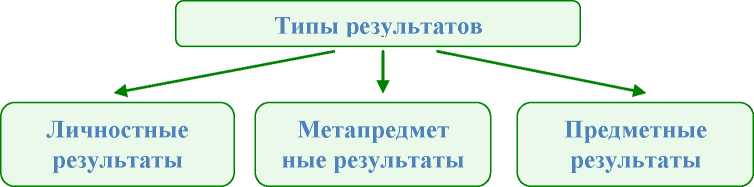 Типы результатов
Личностные
результаты
Метапредмет
ные результаты
Предметные
результаты